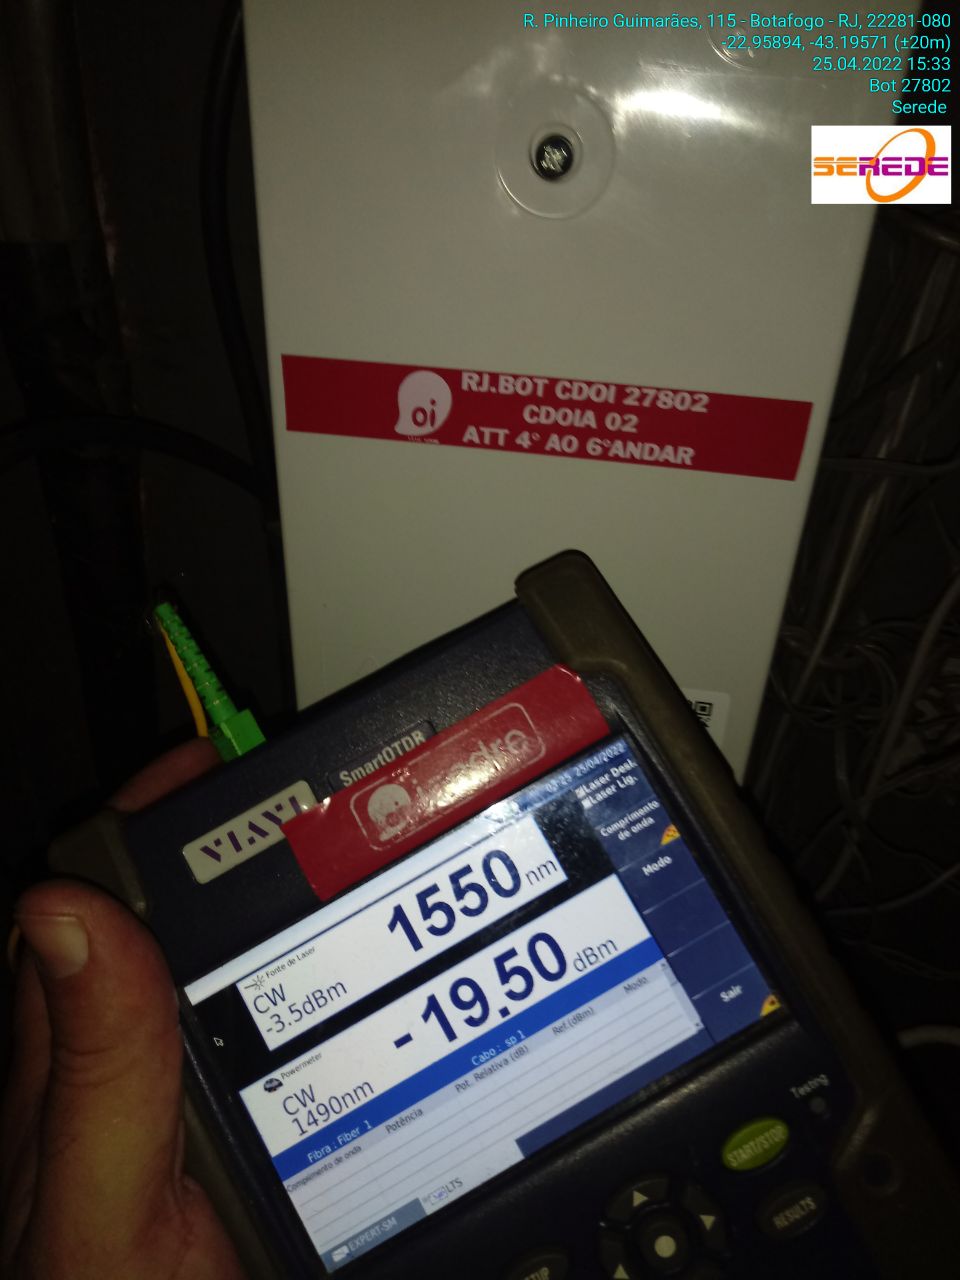 R. Pinheiro Guimarães, 115 - Botafogo - RJ, 22281-080
-22.95894, -43.19571 (±20m)
25.04.2022 15:33
Bot 27802
Serede
SEREDE
oi
RJ.BOT CDOI 27802
CDOIA 02
ATT 4° AO 6°ANDAR
SmartOTDR
VIAVI
25/04/2022
Laser Desl.
Laser Lig.
Comprimento
de onda
Modo
Sair
Fonte de Laser
1550 nm
CW
-3.5dBm
Powermeter
-19.50 dBm
CW
1490nm
Fibra : Fiber 1
Cabo : sp 1
Comprimento de onda
Potência
Pot. Relativa (dB)
Ref.(dBm)
Modo
EXPERT-SM
LTS
Testing
START/STOP
RESULTS